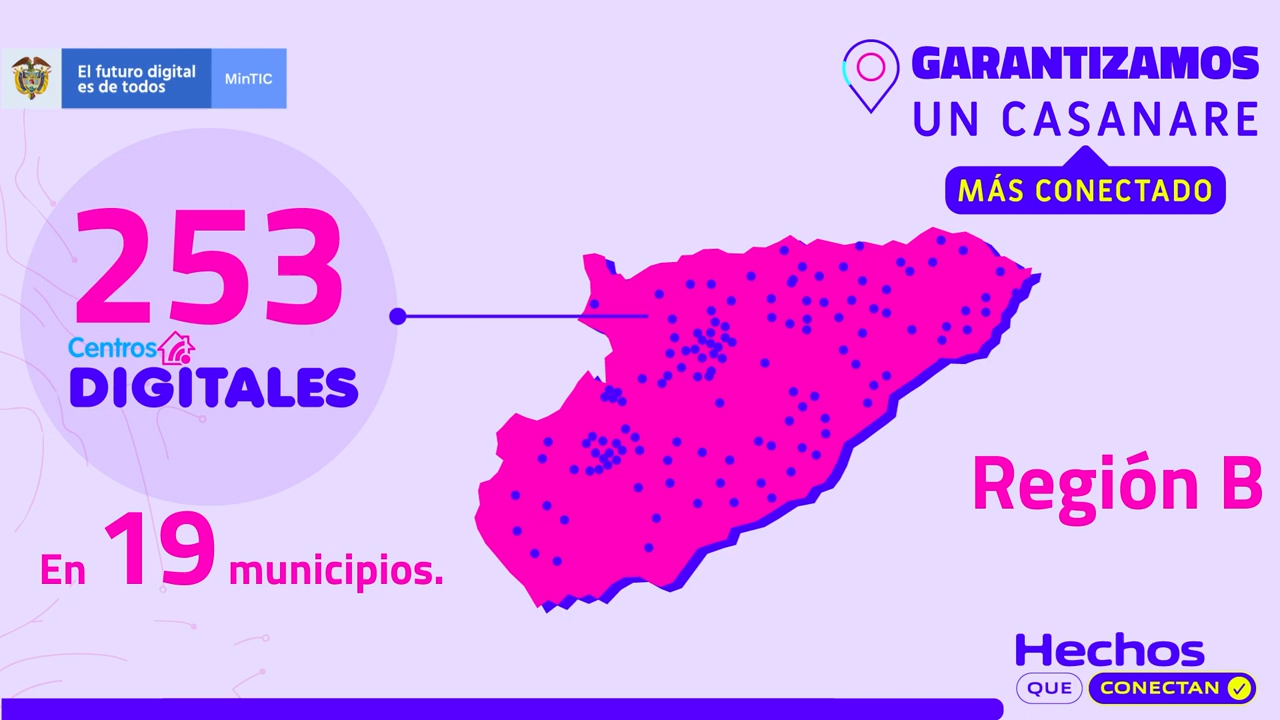 El futuro digital
es de todos
MinTIC
GARANTIZAMOS
UN CASANARE
MÁS CONECTADO
253
Centros
DIGITALES
En 19 municipios.
Región B
Hechos
QUE CONECTAN